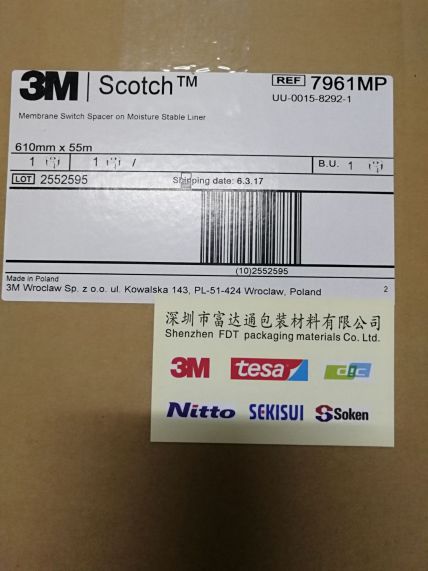 3M Scotch™
REF 7961MP
UU-0015-8292-1
Membrane Switch Spacer on Moisture Stable Liner
610mm x 55m
1 1 / B.U. 1
LOT 2552595 Shipping date: 6.3.17
(10)2552595
Made in Poland
3M Wroclaw Sp. z o.o. ul. Kowalska 143, PL-51-424 Wroclaw, Poland 2
深圳市富达通包装材料有限公司
Shenzhen FDT packaging materials Co. Ltd.
3M tesa dic
Nitto SEKISUI Soken